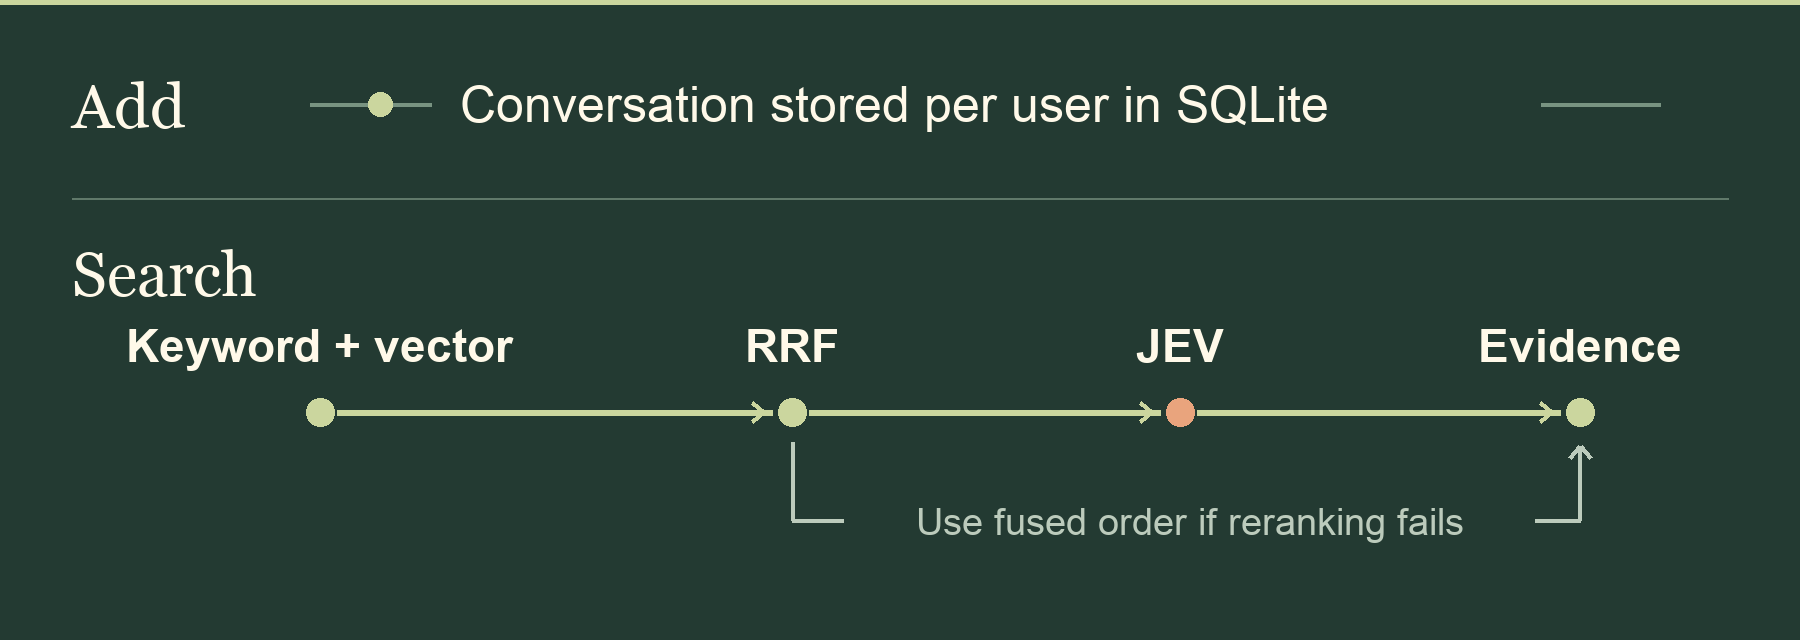 Add
Conversation stored per user in SQLite
Search
Keyword + vector
RRF
JEV
Evidence
Use fused order if reranking fails